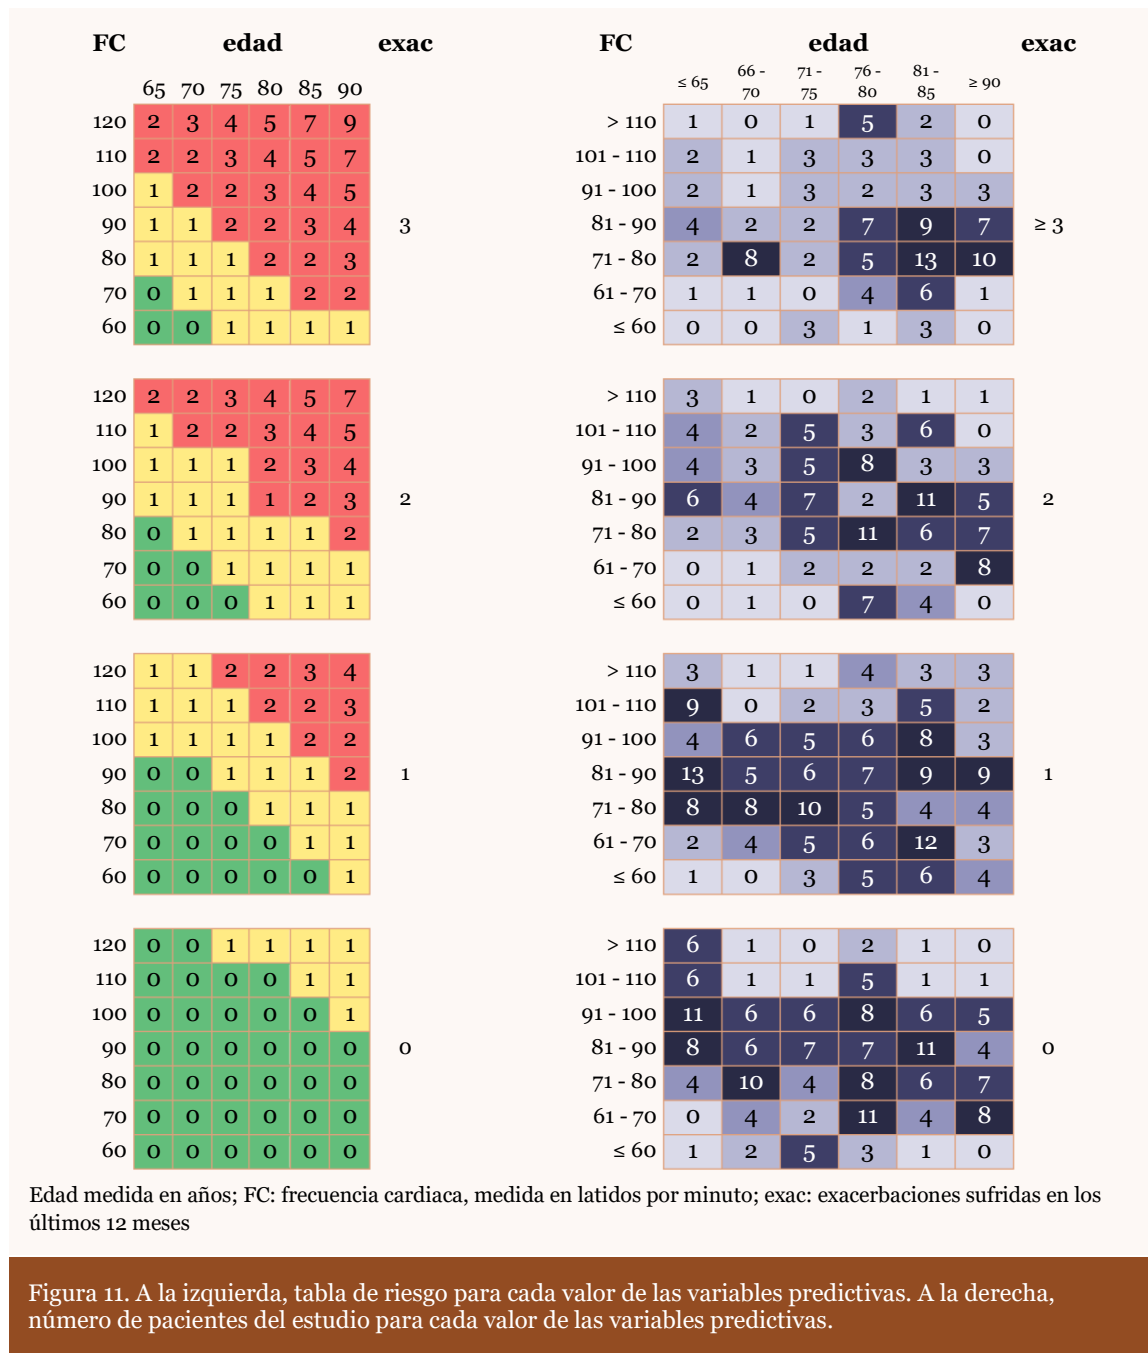 FC edad exac FC edad exac
65 70 75 80 85 90 ≤ 65 66 - 70 71 - 75 76 - 80 81 - 85 ≥ 90
120 2 3 4 5 7 9 > 110 1 0 1 5 2 0
110 2 2 3 4 5 7 101 - 110 2 1 3 3 3 0
100 1 2 2 3 4 5 91 - 100 2 1 3 2 3 3
90 1 1 2 2 3 4 3 81 - 90 4 2 2 7 9 7 ≥ 3
80 1 1 1 2 2 3 71 - 80 2 8 2 5 13 10
70 0 1 1 1 2 2 61 - 70 1 1 0 4 6 1
60 0 0 1 1 1 1 ≤ 60 0 0 3 1 3 0
120 2 2 3 4 5 7 > 110 3 1 0 2 1 1
110 1 2 2 3 4 5 101 - 110 4 2 5 3 6 0
100 1 1 1 2 3 4 91 - 100 4 3 5 8 3 3
90 1 1 1 1 2 3 2 81 - 90 6 4 7 2 11 5 2
80 0 1 1 1 1 2 71 - 80 2 3 5 11 6 7
70 0 0 1 1 1 1 61 - 70 0 1 2 2 2 8
60 0 0 0 1 1 1 ≤ 60 0 1 0 7 4 0
120 1 1 2 2 3 4 > 110 3 1 1 4 3 3
110 1 1 1 2 2 3 101 - 110 9 0 2 3 5 2
100 1 1 1 1 2 2 91 - 100 4 6 5 6 8 3
90 0 0 1 1 1 2 1 81 - 90 13 5 6 7 9 9 1
80 0 0 0 1 1 1 71 - 80 8 8 10 5 4 4
70 0 0 0 0 1 1 61 - 70 2 4 5 6 12 3
60 0 0 0 0 0 1 ≤ 60 1 0 3 5 6 4
120 0 0 1 1 1 1 > 110 6 1 0 2 1 0
110 0 0 0 0 1 1 101 - 110 6 1 1 5 1 1
100 0 0 0 0 0 1 91 - 100 11 6 6 8 6 5
90 0 0 0 0 0 0 0 81 - 90 8 6 7 7 11 4 0
80 0 0 0 0 0 0 71 - 80 4 10 4 8 6 7
70 0 0 0 0 0 0 61 - 70 0 4 2 11 4 8
60 0 0 0 0 0 0 ≤ 60 1 2 5 3 1 0
Edad medida en años; FC: frecuencia cardiaca, medida en latidos por minuto; exac: exacerbaciones sufridas en los
últimos 12 meses
Figura 11. A la izquierda, tabla de riesgo para cada valor de las variables predictivas. A la derecha,
número de pacientes del estudio para cada valor de las variables predictivas.